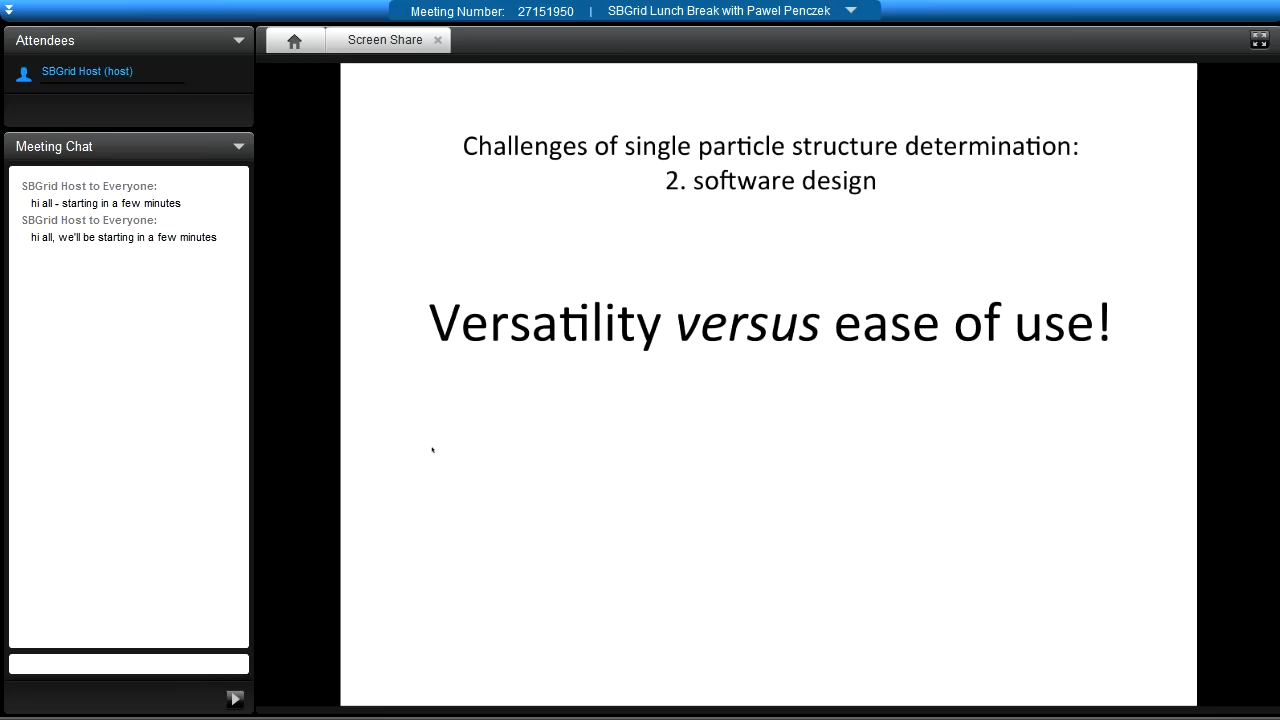 Meeting Number: 27151950 | SBGrid Lunch Break with Pawel Penczek
Attendees
SBGrid Host (host)
Meeting Chat
SBGrid Host to Everyone:
hi all - starting in a few minutes
SBGrid Host to Everyone:
hi all, we'll be starting in a few minutes
Screen Share
Challenges of single particle structure determination:
2. software design
Versatility versus ease of use!